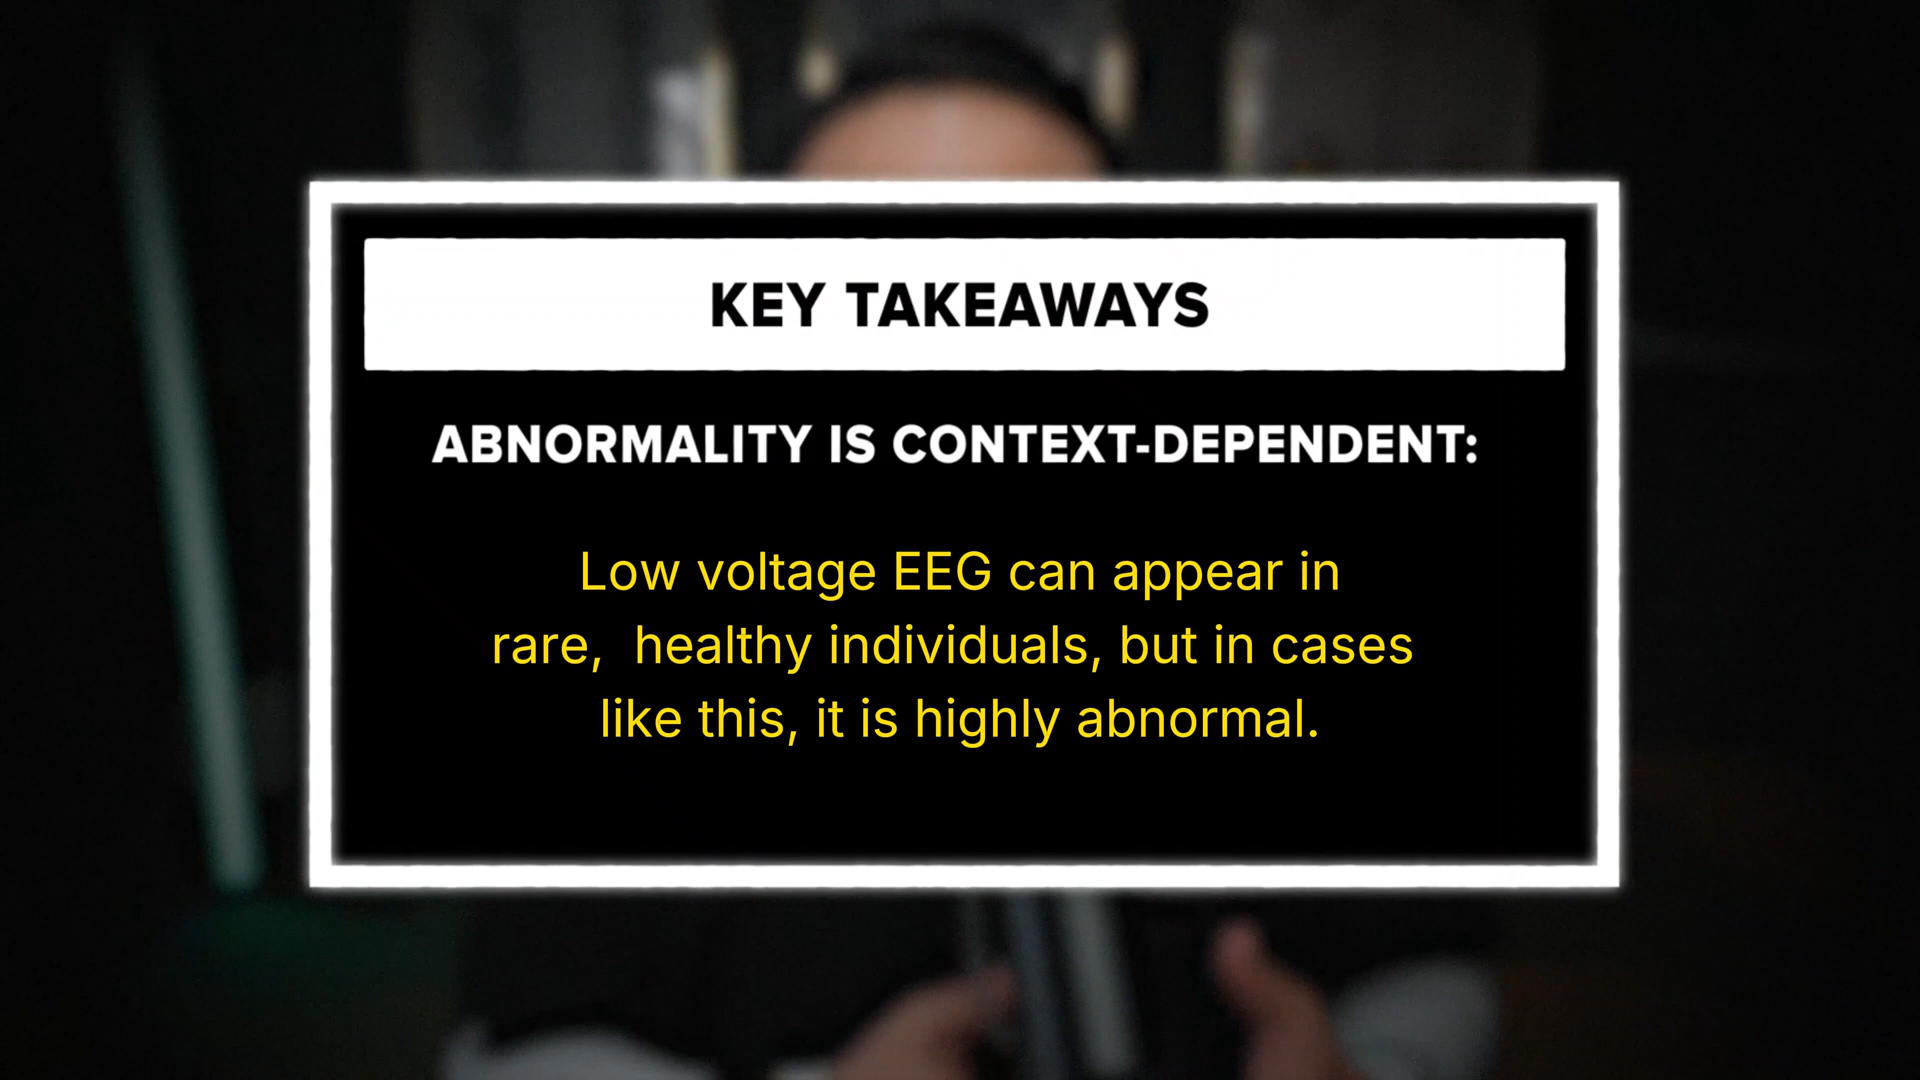 KEY TAKEAWAYS
ABNORMALITY IS CONTEXT-DEPENDENT:
Low voltage EEG can appear in
rare,  healthy individuals, but in cases
like this, it is highly abnormal.